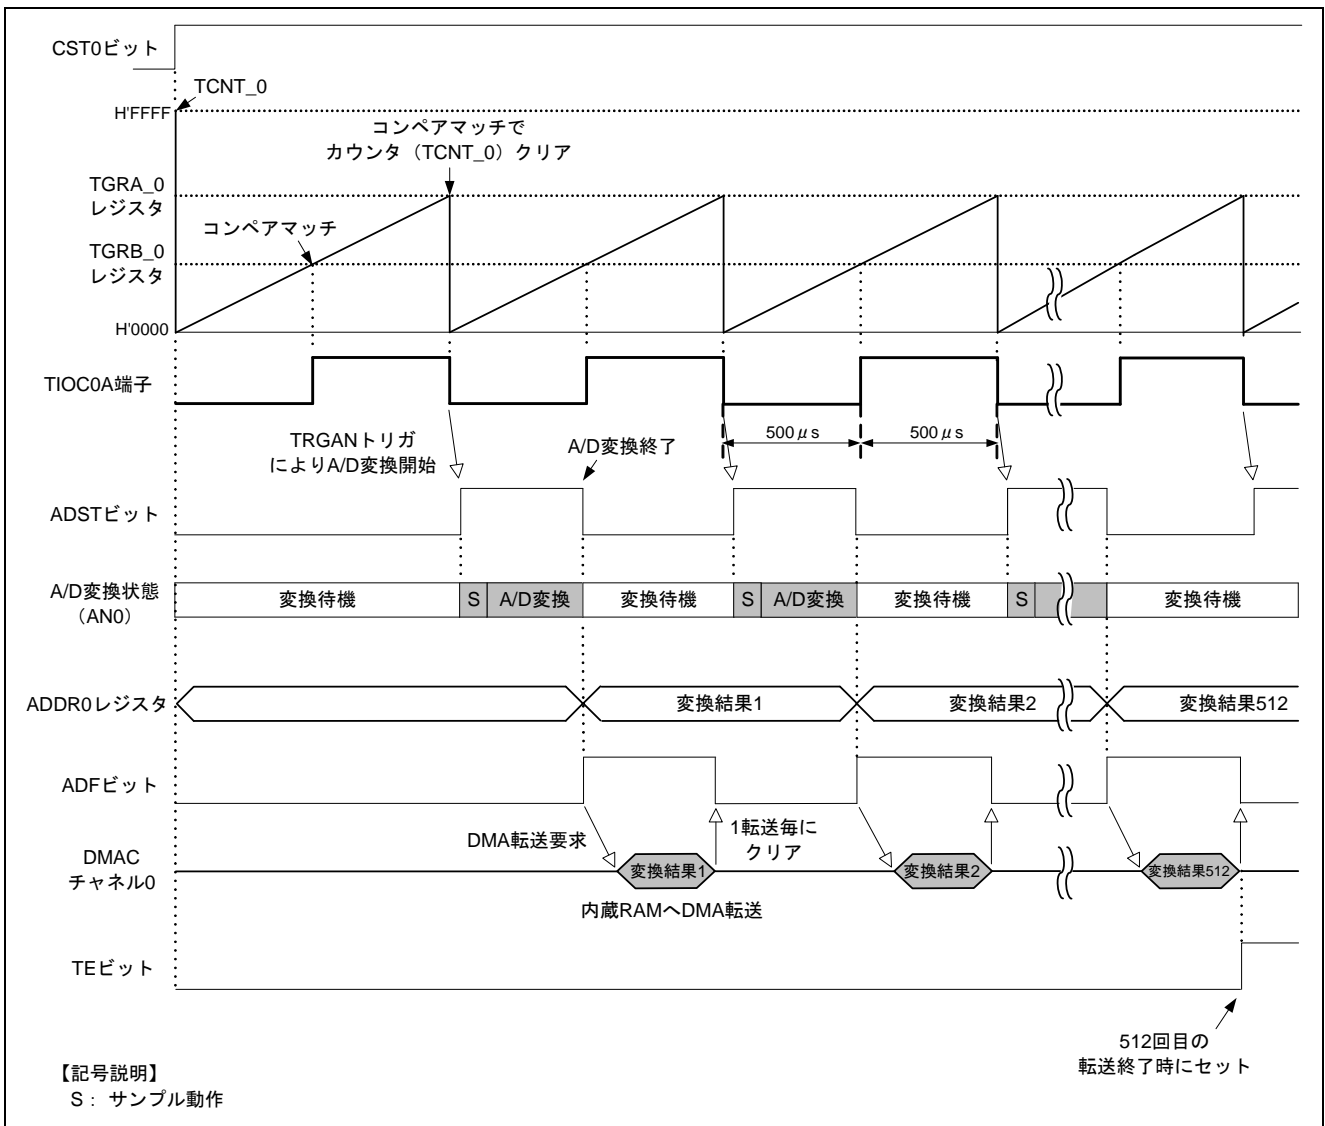 CST0ビット
TCNT_0
H'FFFF
コンペアマッチで
カウンタ（TCNT_0）クリア
TGRA_0
レジスタ
コンペアマッチ
TGRB_0
レジスタ
H'0000
TIOC0A端子
500μs
500μs
TRGANトリガ
によりA/D変換開始
A/D変換終了
ADSTビット
A/D変換状態
（AN0）
変換待機
S
A/D変換
変換待機
S
A/D変換
変換待機
S
変換待機
ADDR0レジスタ
変換結果1
変換結果2
変換結果512
ADFビット
DMA転送要求
1転送毎に
クリア
DMAC
チャネル0
変換結果1
変換結果2
変換結果512
内蔵RAMへDMA転送
TEビット
512回目の
転送終了時にセット
【記号説明】
S： サンプル動作